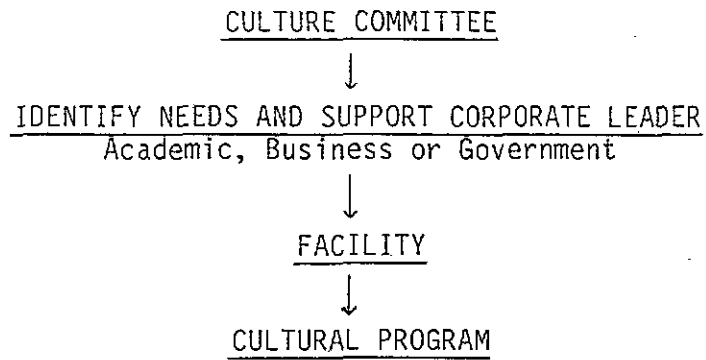 CULTURE COMMITTEE
IDENTIFY NEEDS AND SUPPORT CORPORATE LEADER
Academic, Business or Government
FACILITY
CULTURAL PROGRAM